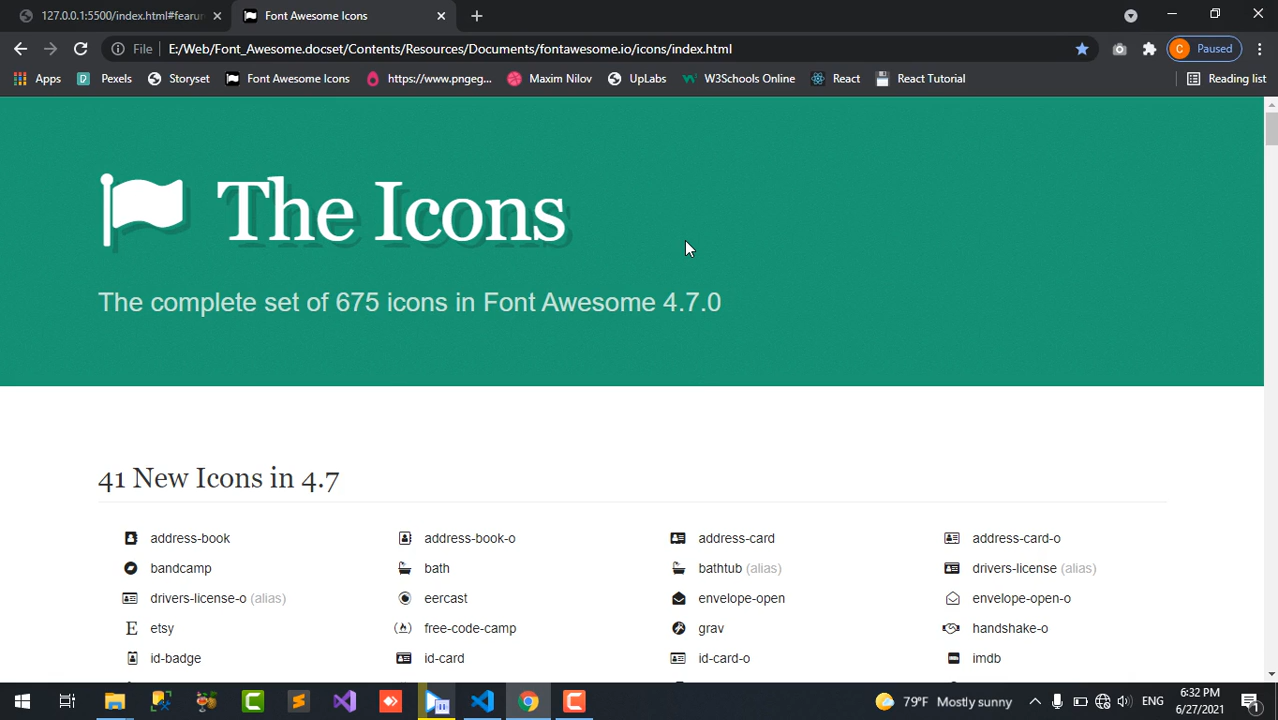 127.0.0.1:5500/index.html#fearur
Font Awesome Icons
File
E:/Web/Font_Awesome.docset/Contents/Resources/Documents/fontawesome.io/icons/index.html
C Paused
Apps
Pexels
Storyset
Font Awesome Icons
https://www.pngeg...
Maxim Nilov
UpLabs
W3Schools Online
React
React Tutorial
Reading list
The Icons
The complete set of 675 icons in Font Awesome 4.7.0
41 New Icons in 4.7
address-book
address-book-o
address-card
address-card-o
bandcamp
bath
bathtub (alias)
drivers-license (alias)
drivers-license-o (alias)
eercast
envelope-open
envelope-open-o
etsy
free-code-camp
grav
handshake-o
id-badge
id-card
id-card-o
imdb
79°F Mostly sunny
ENG
6:32 PM
6/27/2021